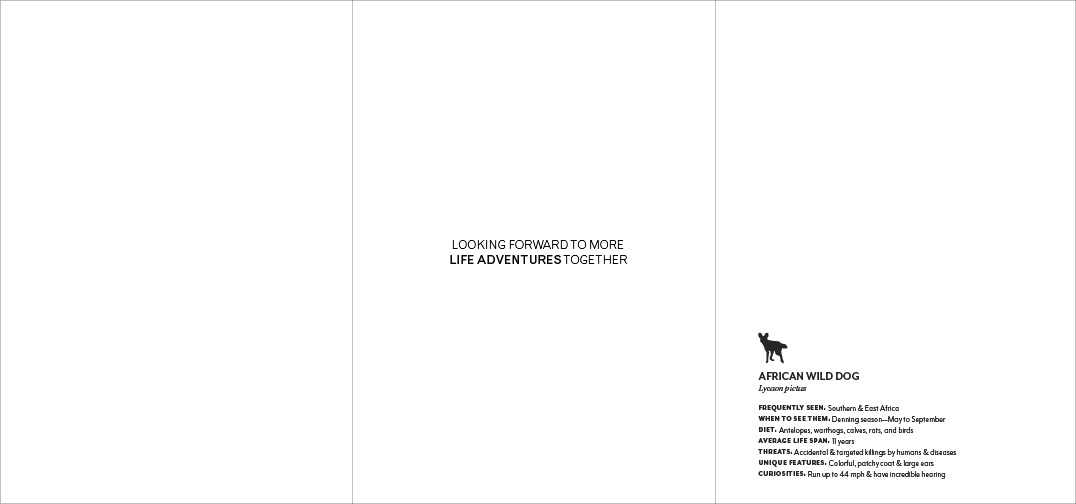 LOOKING FORWARD TO MORE
LIFE ADVENTURES TOGETHER
AFRICAN WILD DOG
Lycaon pictus
FREQUENTLY SEEN. Southern & East Africa
WHEN TO SEE THEM. Denning season—May to September
DIET. Antelopes, warthogs, calves, rats, and birds
AVERAGE LIFE SPAN. 11 years
THREATS. Accidental & targeted killings by humans & diseases
UNIQUE FEATURES. Colorful, patchy coat & large ears
CURIOSITIES. Run up to 44 mph & have incredible hearing